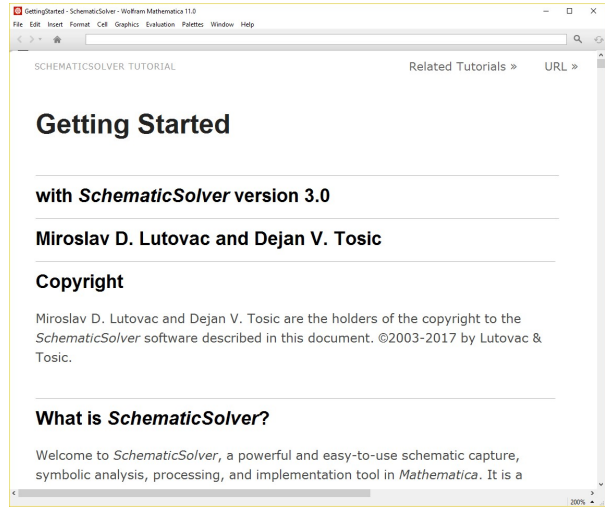 GettingStarted - SchematicSolver - Wolfram Mathematica 11.0
File Edit Insert Format Cell Graphics Evaluation Palettes Window Help
SCHEMATICSOLVER TUTORIAL Related Tutorials » URL »
Getting Started
with SchematicSolver version 3.0
Miroslav D. Lutovac and Dejan V. Tosic
Copyright
Miroslav D. Lutovac and Dejan V. Tosic are the holders of the copyright to the
SchematicSolver software described in this document. ©2003-2017 by Lutovac &
Tosic.
What is SchematicSolver?
Welcome to SchematicSolver, a powerful and easy-to-use schematic capture,
symbolic analysis, processing, and implementation tool in Mathematica. It is a
200%